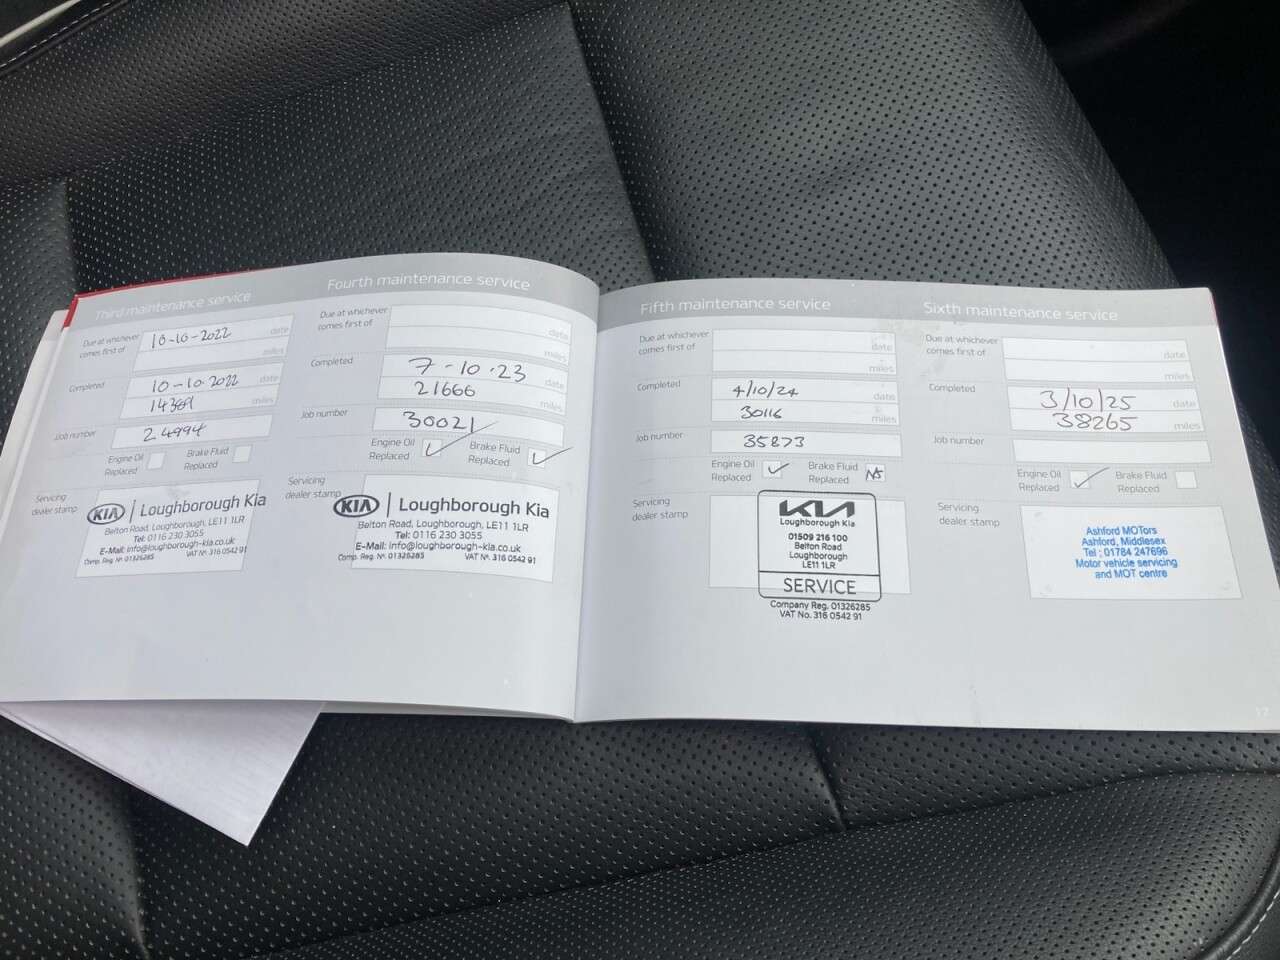 Third maintenance service
Due at whichever
comes first of
10-10-2022 date
miles
Completed
10-10-2022 date
miles
Job number
24994
Engine Oil
Replaced
Brake Fluid
Replaced
Servicing
dealer stamp
KIA Loughborough Kia
Belton Road, Loughborough, LE11 1LR
Tel: 0116 230 3055
E-Mail: info@loughborough-kia.co.uk
Comp. Reg. Nº 01326285 VAT Nº. 316 0542 91
Fourth maintenance service
Due at whichever
comes first of
date
miles
Completed
7-10-23 date
21666 miles
Job number
30021
Engine Oil
Replaced
Brake Fluid
Replaced
Servicing
dealer stamp
KIA Loughborough Kia
Belton Road, Loughborough, LE11 1LR
Tel: 0116 230 3055
E-Mail: info@loughborough-kia.co.uk
Comp. Reg. Nº 01326285 VAT Nº. 316 0542 91
Fifth maintenance service
Due at whichever
comes first of
date
miles
Completed
4/10/24 date
30116 miles
Job number
35873
Engine Oil
Replaced
Brake Fluid
Replaced
Servicing
dealer stamp
KIA
Loughborough Kia
01509 216 100
Belton Road
Loughborough
LE11 1LR
SERVICE
Company Reg. 01326285
VAT No. 316 0542 91
Sixth maintenance service
Due at whichever
comes first of
date
miles
Completed
3/10/25 date
38265 miles
Job number
Engine Oil
Replaced
Brake Fluid
Replaced
Servicing
dealer stamp
Ashford MOTors
Ashford, Middlesex
Tel ; 01784 247696
Motor vehicle servicing
and MOT centre
17